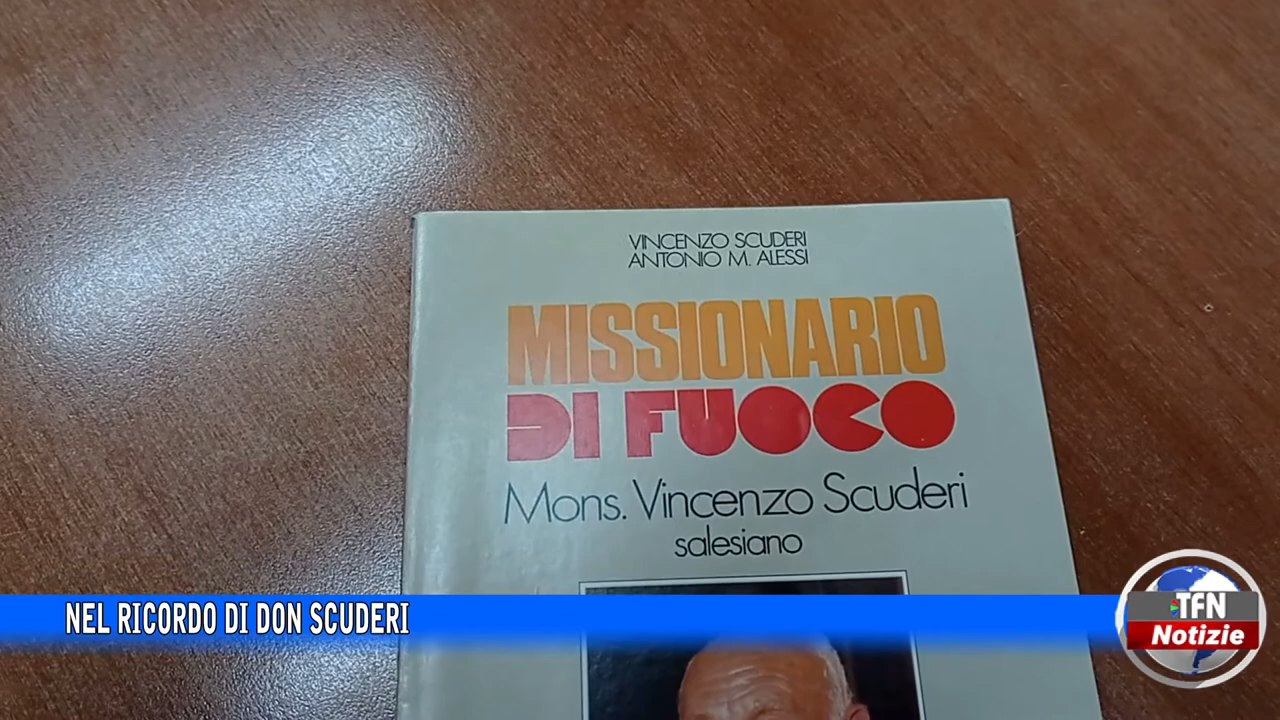 VINCENZO SCUDERI
ANTONIO M. ALESSI
MISSIONARIO
DI FUOCO
Mons. Vincenzo Scuderi
salesiano
NEL RICORDO DI DON SCUDERI
TFN
Notizie